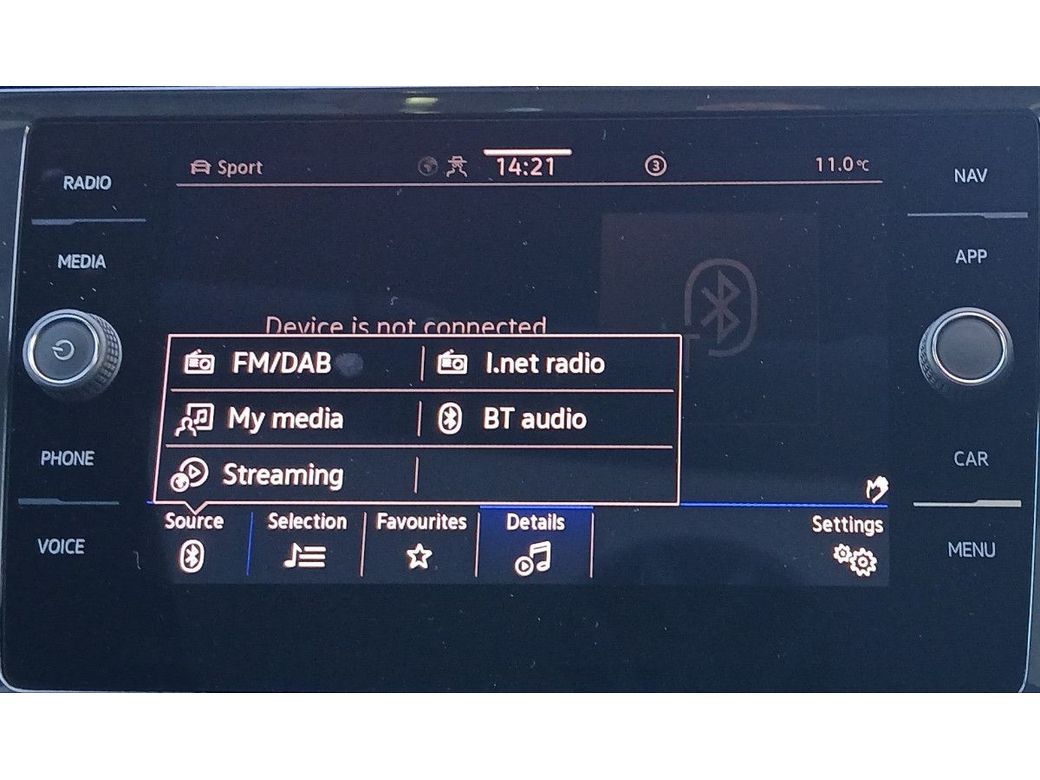 RADIO
MEDIA
PHONE
VOICE
Sport
14:21
3
11.0°C
Device is not connected
FM/DAB
I.net radio
My media
BT audio
Streaming
Source
Selection
Favourites
Details
Settings
NAV
APP
CAR
MENU